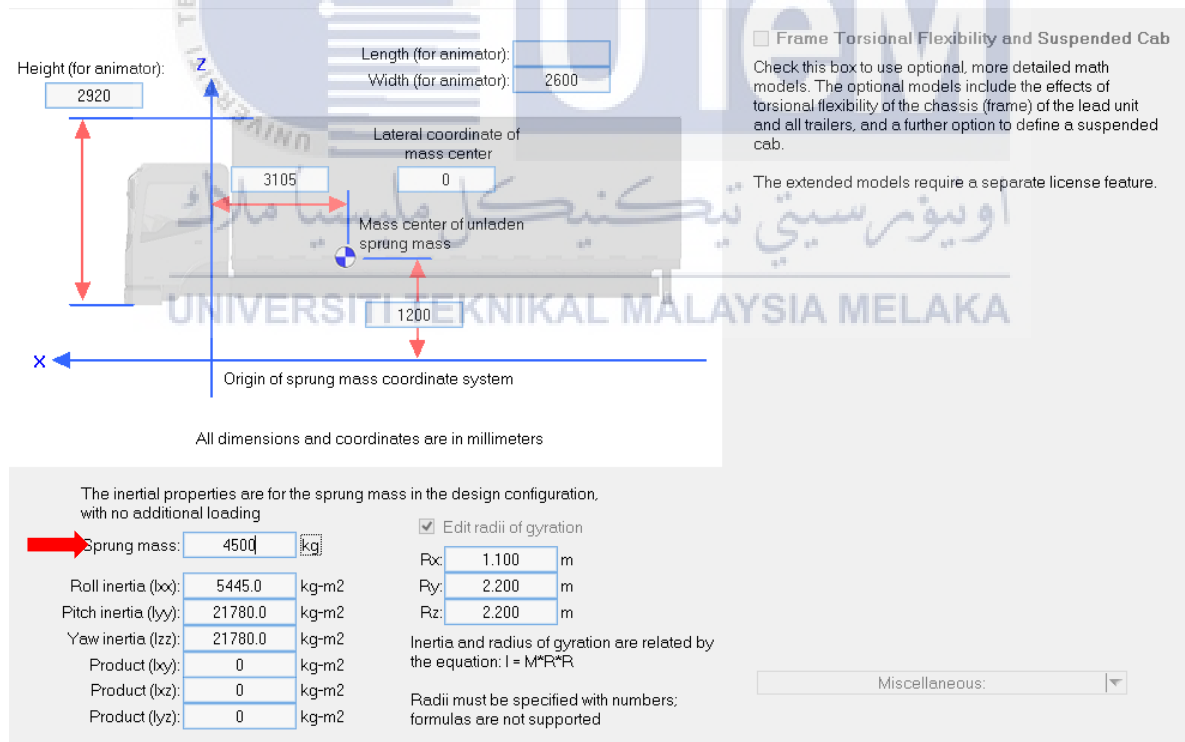 UTeM
UNIVERSITI TE
Height (for animator):
2920
Z
Length (for animator):
Width (for animator):
2600
Lateral coordinate of
mass center
3105
0
Mass center of unladen
sprung mass
1200
X
Origin of sprung mass coordinate system
All dimensions and coordinates are in millimeters
Frame Torsional Flexibility and Suspended Cab
Check this box to use optional, more detailed math
models. The optional models include the effects of
torsional flexibility of the chassis (frame) of the lead unit
and all trailers, and a further option to define a suspended
cab.
The extended models require a separate license feature.
اونيۏرسيتي تيكنيكل مليسيا ملاك
UNIVERSITI TEKNIKAL MALAYSIA MELAKA
The inertial properties are for the sprung mass in the design configuration,
with no additional loading
Sprung mass: 4500 kg
Roll inertia (Ixx): 5445.0 kg-m2
Pitch inertia (Iyy): 21780.0 kg-m2
Yaw inertia (Izz): 21780.0 kg-m2
Product (Ixy): 0 kg-m2
Product (Ixz): 0 kg-m2
Product (Iyz): 0 kg-m2
Edit radii of gyration
Rx: 1.100 m
Ry: 2.200 m
Rz: 2.200 m
Inertia and radius of gyration are related by
the equation: I = M*R*R
Radii must be specified with numbers;
formulas are not supported
Miscellaneous: